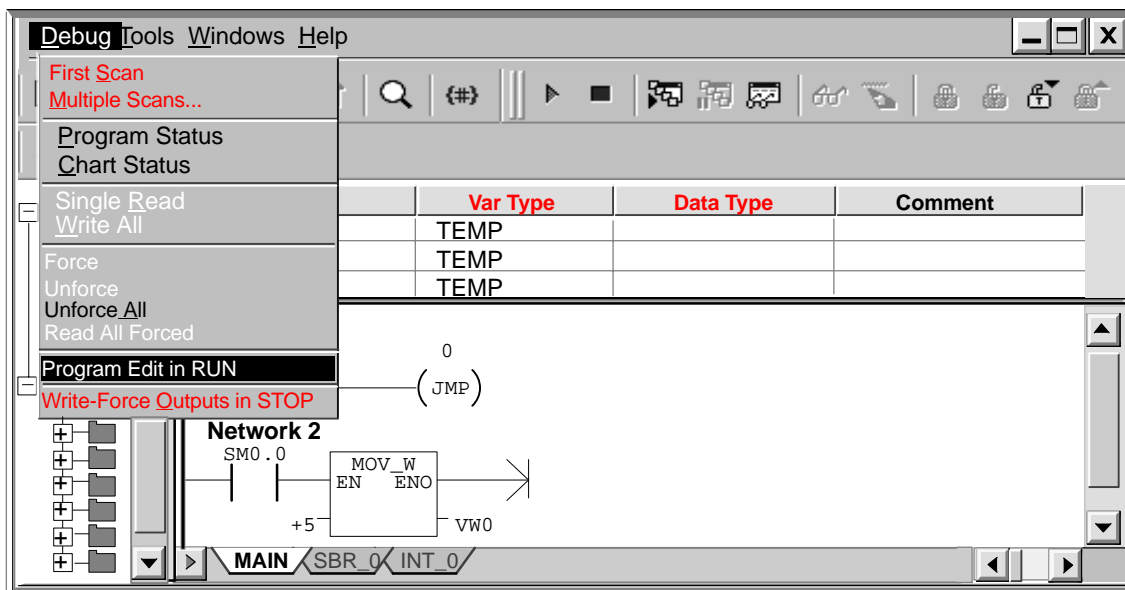 Debug Tools Windows Help
First Scan
Multiple Scans...
{#}
Program Status
Chart Status
Single Read
Write All
Var Type Data Type Comment
TEMP
TEMP
TEMP
Force
Unforce
Unforce All
Read All Forced
Program Edit in RUN
Write-Force Outputs in STOP
0
JMP
Network 2
SM0.0
MOV_W
EN ENO
+5 VW0
MAIN SBR_0 INT_0